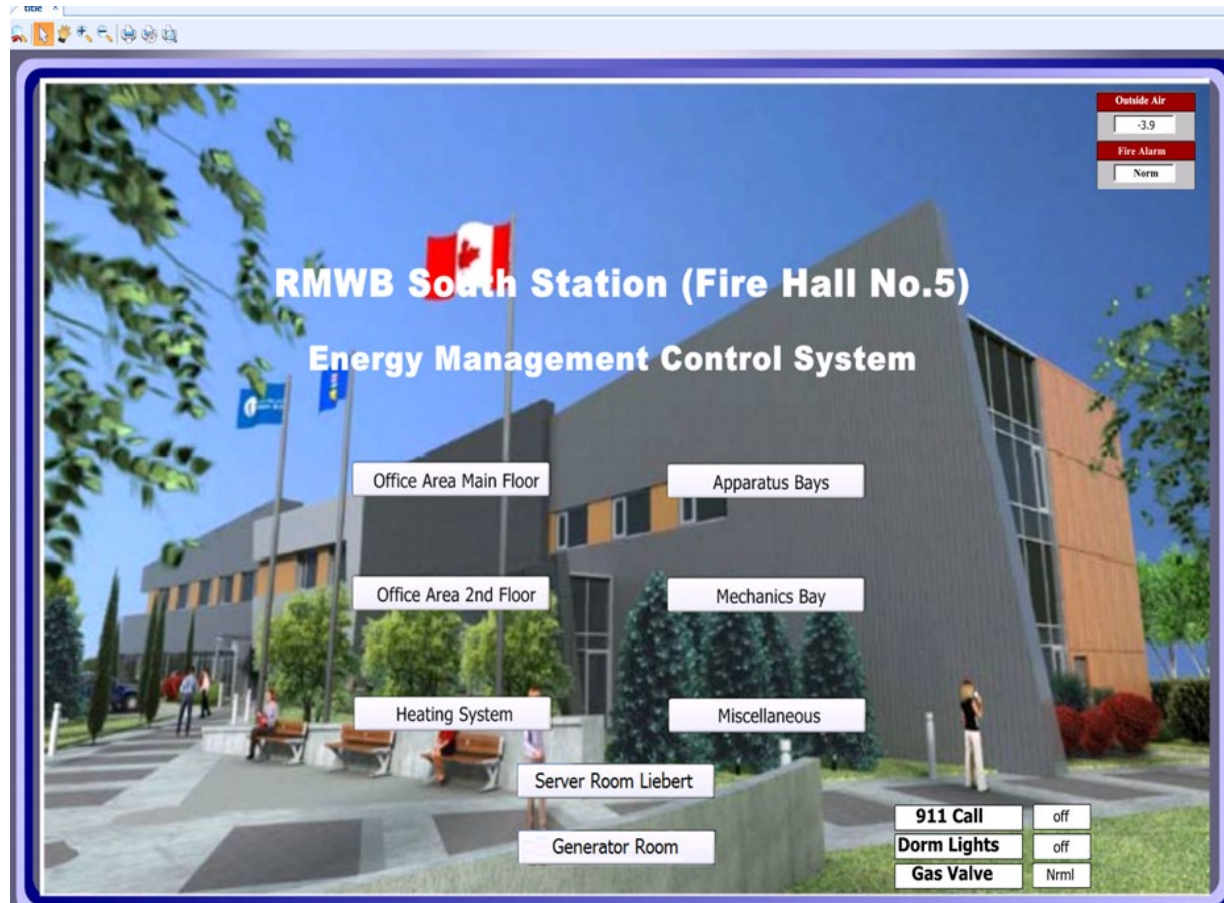 title ×
Outside Air
-3.9
Fire Alarm
Norm
RMWB South Station (Fire Hall No.5)
Energy Management Control System
Office Area Main Floor
Apparatus Bays
Office Area 2nd Floor
Mechanics Bay
Heating System
Miscellaneous
Server Room Liebert
Generator Room
911 Call off
Dorm Lights off
Gas Valve Nrml